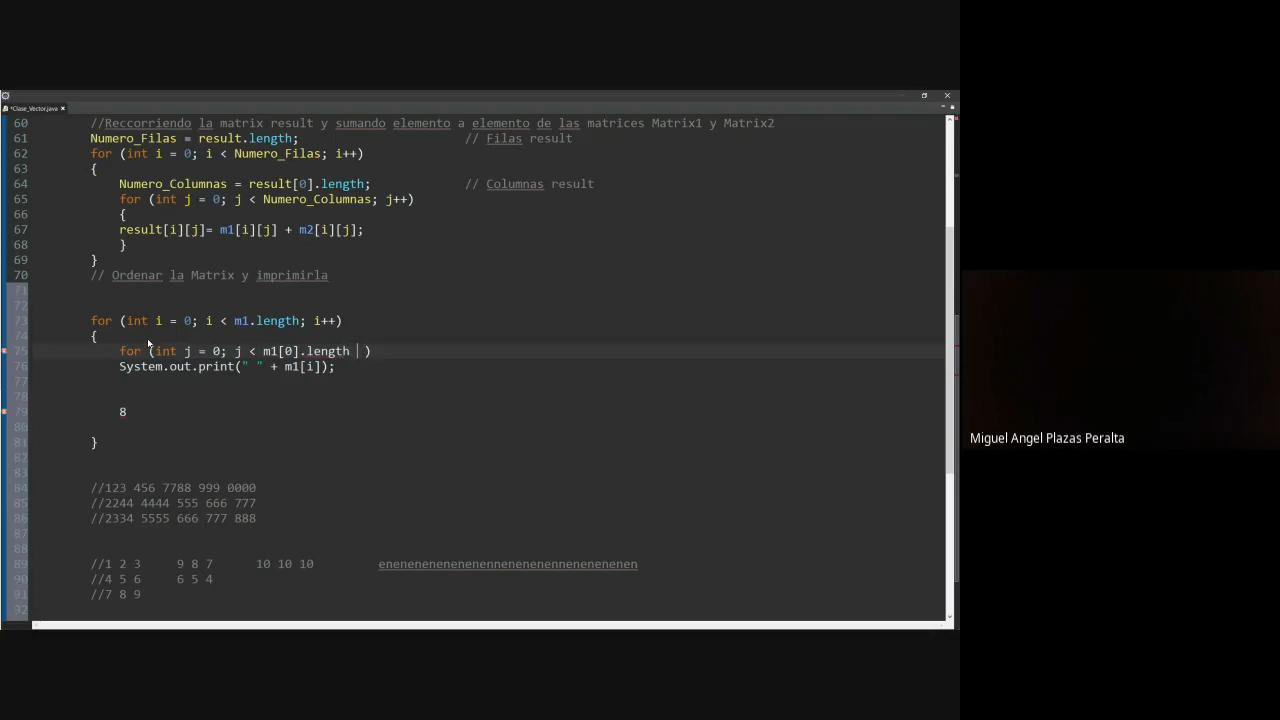 *Clase_Vector.java
60 //Reccorriendo la matrix result y sumando elemento a elemento de las matrices Matrix1 y Matrix2
61 Numero_Filas = result.length; // Filas result
62 for (int i = 0; i < Numero_Filas; i++)
63 {
64 Numero_Columnas = result[0].length; // Columnas result
65 for (int j = 0; j < Numero_Columnas; j++)
66 {
67 result[i][j]= m1[i][j] + m2[i][j];
68 }
69 }
70 // Ordenar la Matrix y imprimirla
71
72
73 for (int i = 0; i < m1.length; i++)
74 {
75 for (int j = 0; j < m1[0].length )
76 System.out.print(" " + m1[i]);
77
78
79 8
80
81 }
82
83
84 //123 456 7788 999 0000
85 //2244 4444 555 666 777
86 //2334 5555 666 777 888
87
88
89 //1 2 3 9 8 7 10 10 10
90 //4 5 6 6 5 4
91 //7 8 9
92
Miguel Angel Plazas Peralta